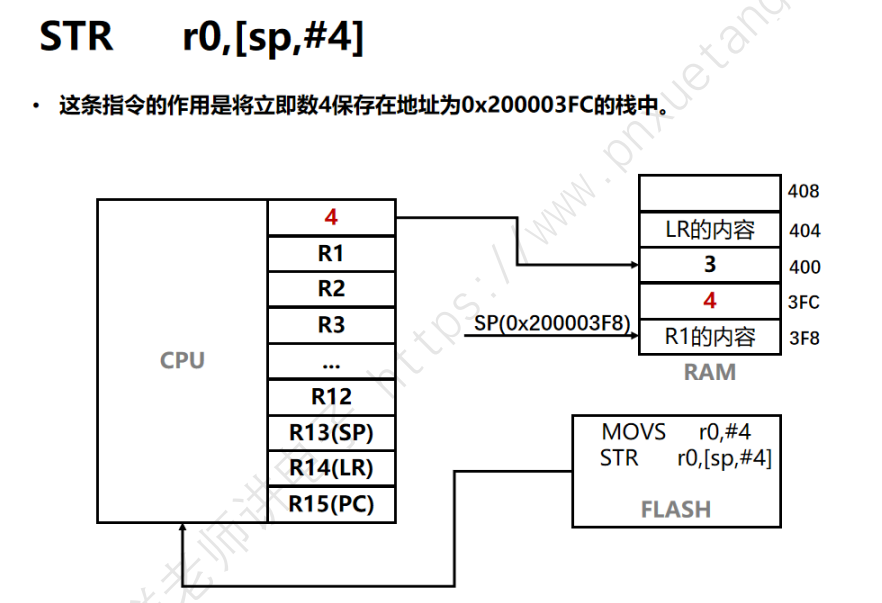 STR r0,[sp,#4]
• 这条指令的作用是将立即数4保存在地址为0x200003FC的栈中。
4
R1
R2
R3
...
R12
R13(SP)
R14(LR)
R15(PC)
CPU
408
LR的内容 404
3 400
4 3FC
R1的内容 3F8
SP(0x200003F8)
RAM
MOVS r0,#4
STR r0,[sp,#4]
FLASH
老师讲电子 https://www.pnxuetang